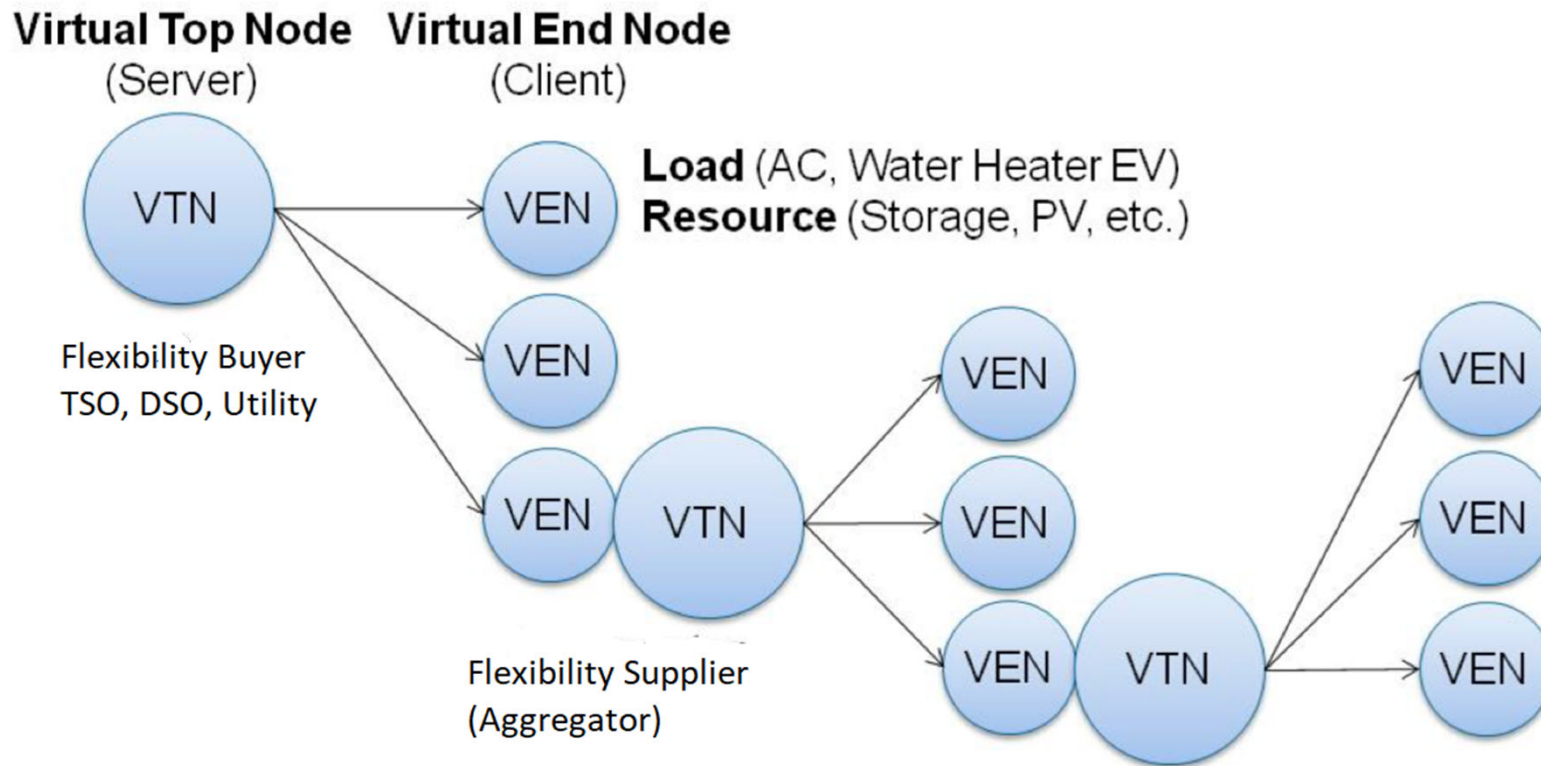 Virtual Top Node
(Server)
Virtual End Node
(Client)
VTN
VEN
Load (AC, Water Heater EV)
Resource (Storage, PV, etc.)
Flexibility Buyer
TSO, DSO, Utility
VEN
VEN
VTN
Flexibility Supplier
(Aggregator)
VEN
VEN
VEN
VTN
VEN
VEN
VEN